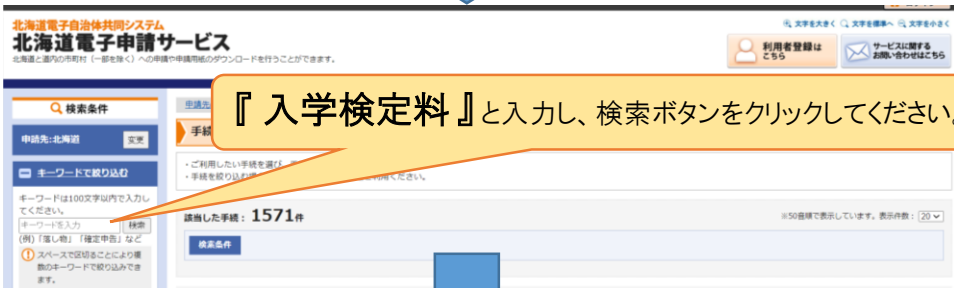 北海道電子自治体共同システム
北海道電子申請サービス
北海道と道内の市町村（一部を除く）への申請や申請用紙のダウンロードを行うことができます。
文字を大きく 文字を標準へ 文字を小さく
利用者登録は
こちら
サービスに関する
お問い合わせはこちら
検索条件
申請先:北海道 変更
キーワードで絞り込む
キーワードは100文字以内で入力し
てください。
キーワードを入力 検索
(例)「落し物」「確定申告」など
スペースで区切ることにより複
数のキーワードで絞り込みでき
ます。
申請先
『 入学検定料 』と入力し、検索ボタンをクリックしてください。
手続
・ご利用したい手続を選び、
・手続を絞り込む
ください。
該当した手続： 1571件
※50音順で表示しています。表示件数： 20
検索条件